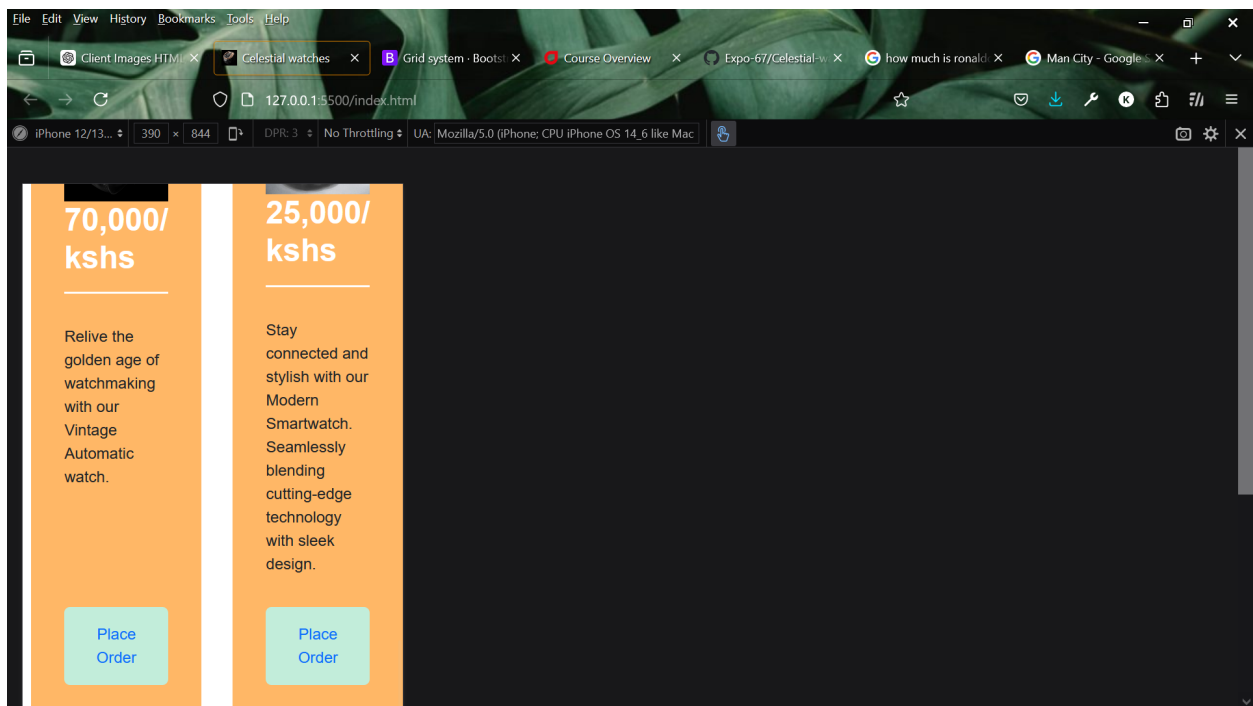 File Edit View History Bookmarks Tools Help
Client Images HTM
Celestial watches
B Grid system · Bootst
Course Overview
Expo-67/Celestial-w
how much is ronald
Man City - Google S
127.0.0.1:5500/index.html
K
iPhone 12/13... 390 × 844 DPR: 3 No Throttling UA: Mozilla/5.0 (iPhone; CPU iPhone OS 14_6 like Mac
70,000/
kshs
Relive the
golden age of
watchmaking
with our
Vintage
Automatic
watch.
Place
Order
25,000/
kshs
Stay
connected and
stylish with our
Modern
Smartwatch.
Seamlessly
blending
cutting-edge
technology
with sleek
design.
Place
Order